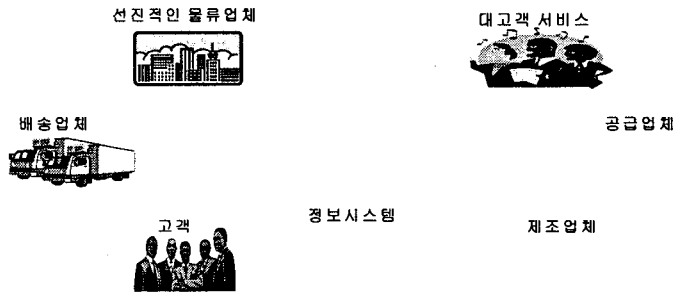 선진적인 물류업체
대고객 서비스
배송업체
공급업체
정보시스템
고객
제조업체